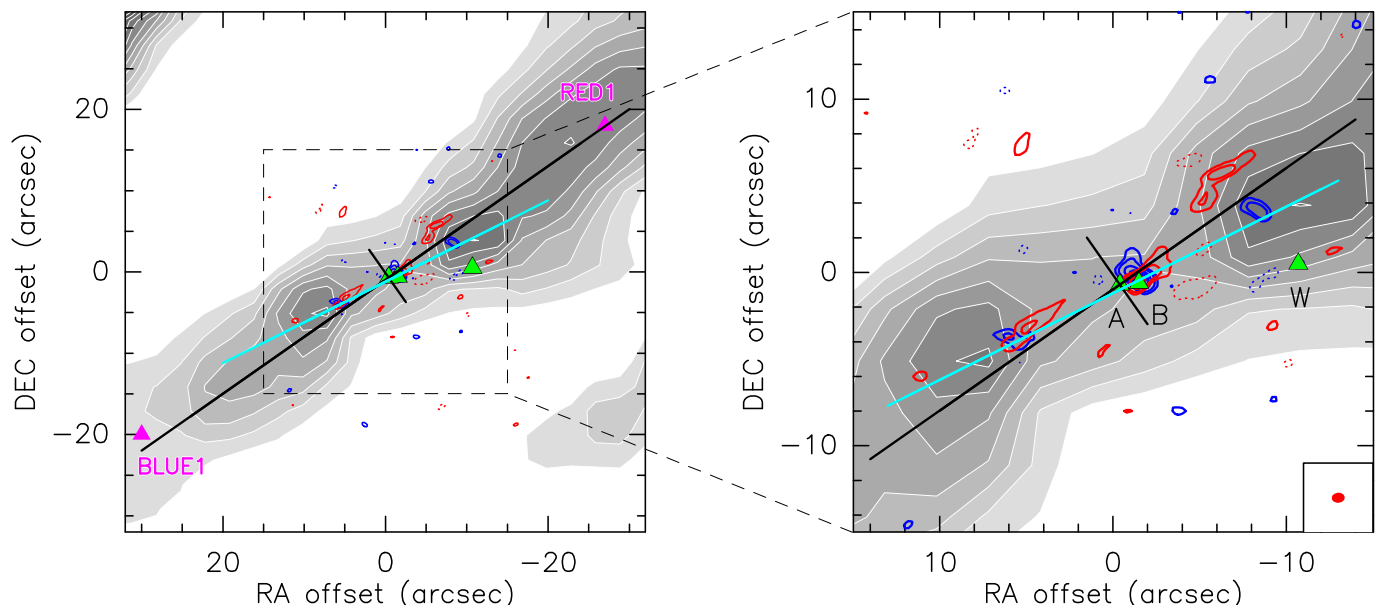 RED1
BLUE1
20
0
−20
DEC offset (arcsec)
20
0
−20
RA offset (arcsec)
A
B
W
10
0
−10
DEC offset (arcsec)
10
0
−10
RA offset (arcsec)